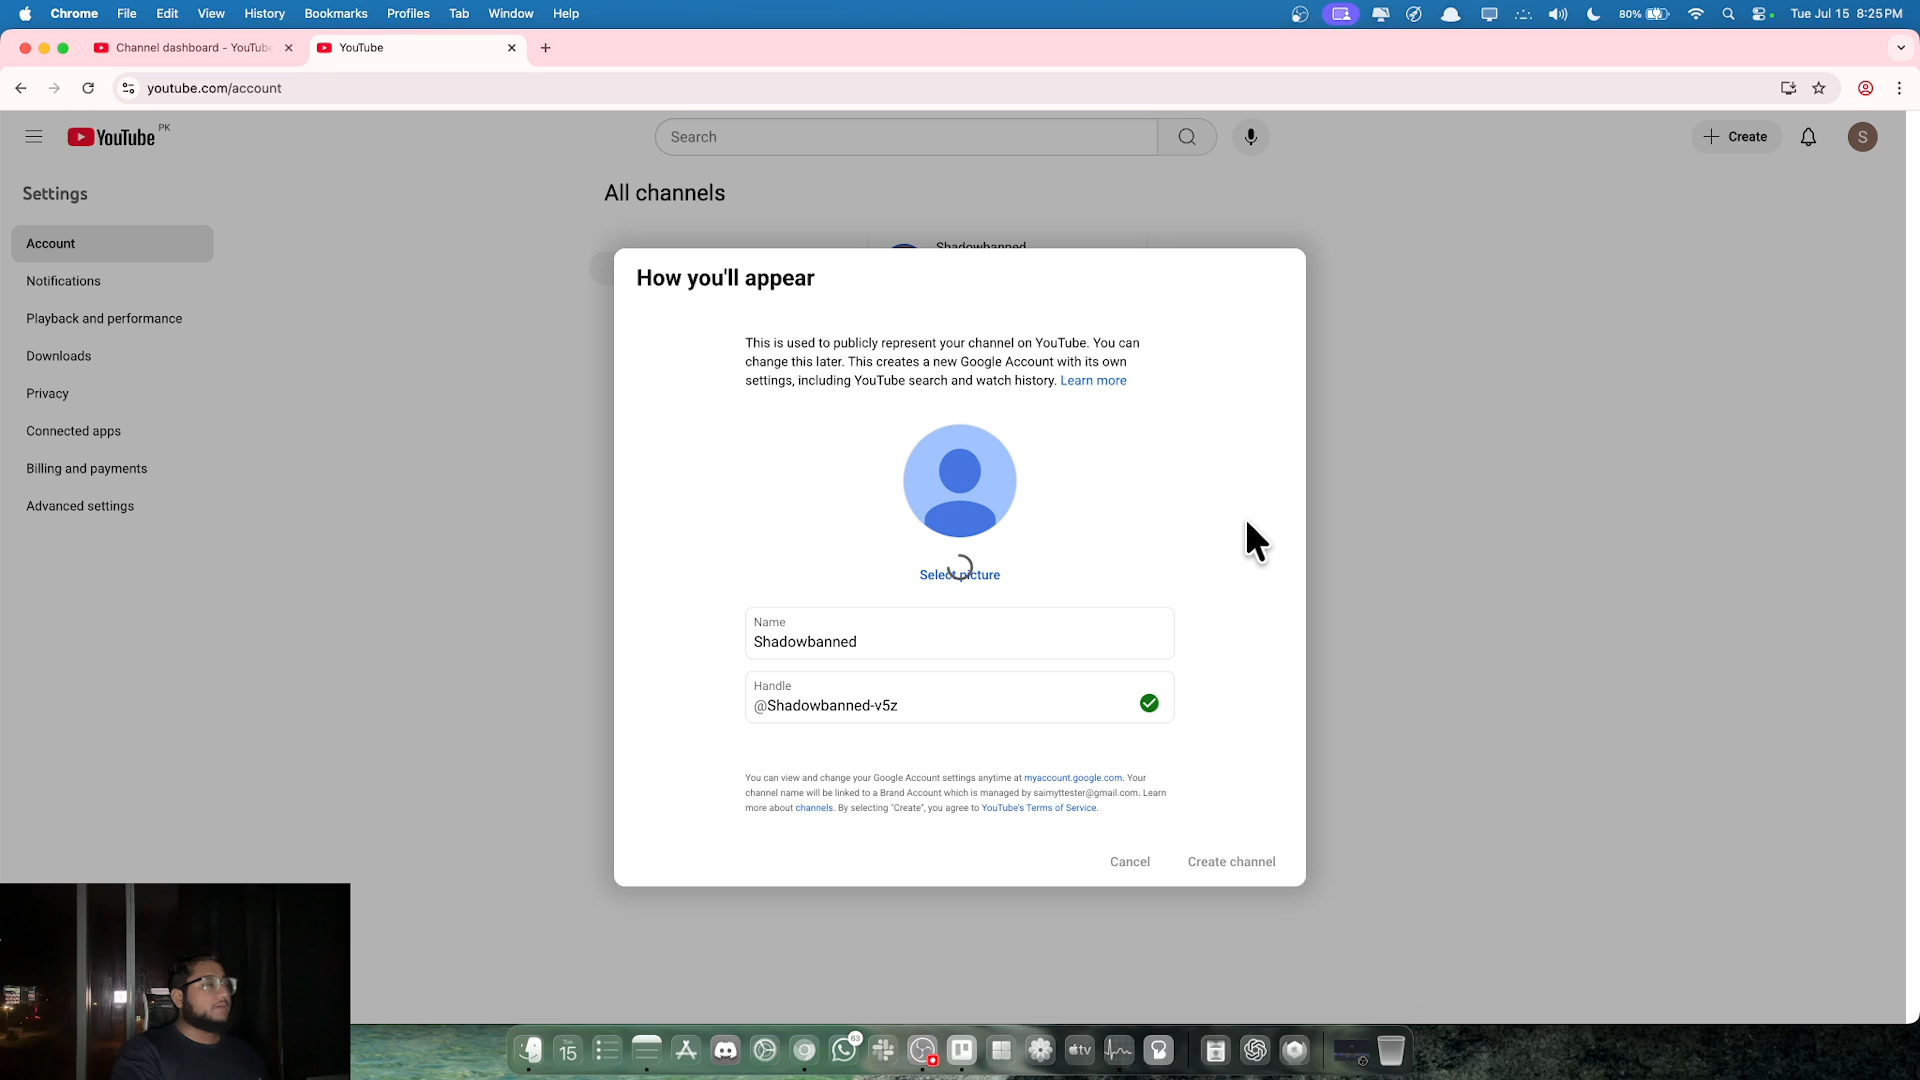 Chrome File Edit View History Bookmarks Profiles Tab Window Help 80% Tue Jul 15 8:25 PM
Channel dashboard - YouTube YouTube
youtube.com/account
YouTube PK Search Create S
Settings
All channels
Account
Shadowbanned
Notifications
Playback and performance
Downloads
Privacy
Connected apps
Billing and payments
Advanced settings
How you'll appear
This is used to publicly represent your channel on YouTube. You can
change this later. This creates a new Google Account with its own
settings, including YouTube search and watch history. Learn more
Select picture
Name
Shadowbanned
Handle
@Shadowbanned-v5z
You can view and change your Google Account settings anytime at myaccount.google.com. Your
channel name will be linked to a Brand Account which is managed by saimyttester@gmail.com. Learn
more about channels. By selecting "Create", you agree to YouTube's Terms of Service.
Cancel Create channel
15 63 tv